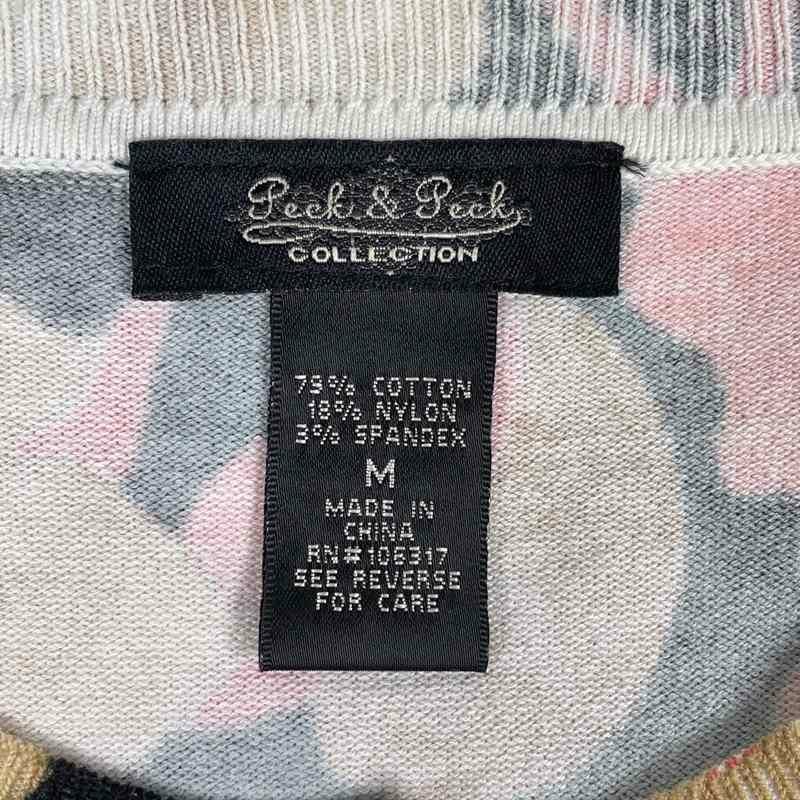 Peck & Peck
COLLECTION
79% COTTON
18% NYLON
3% SPANDEX
M
MADE IN
CHINA
RN#106317
SEE REVERSE
FOR CARE